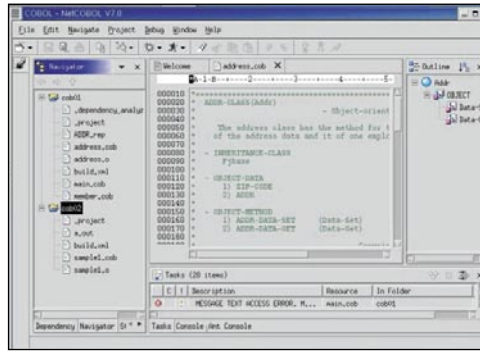 COBOL - NetCOBOL V7.0
File Edit Navigate Project Debug Window Help
Navigator
cob01
.project
ADDR.rep
address.cob
address.o
build.xml
main.cob
member.cob
cob02
.project
a.out
build.xml
sample1.cob
sample1.o
Dependency Navigator
Welcome address.cob
000010
000020 ADDR-CLASS(Addr)
000030 - Object-orient
000040
000050 The address class has the method for
000060 of the address data and it of one
000070
000080 - INHERITANCE-CLASS
000090 Fjbase
000100
000110 - OBJECT-DATA
000120 1) ZIP-CODE
000130 2) ADDR
000140
000150 - OBJECT-METHOD
000160 1) ADDR-DATA-SET (Data-Set)
000170 2) ADDR-DATA-GET (Data-Get)
000180
Outline
Addr
OBJECT
Data-S
Data-G
Tasks (20 items)
C ! Description Resource In Folder
MESSAGE TEXT ACCESS ERROR, M... main.cob cob01
Tasks Console Ant Console